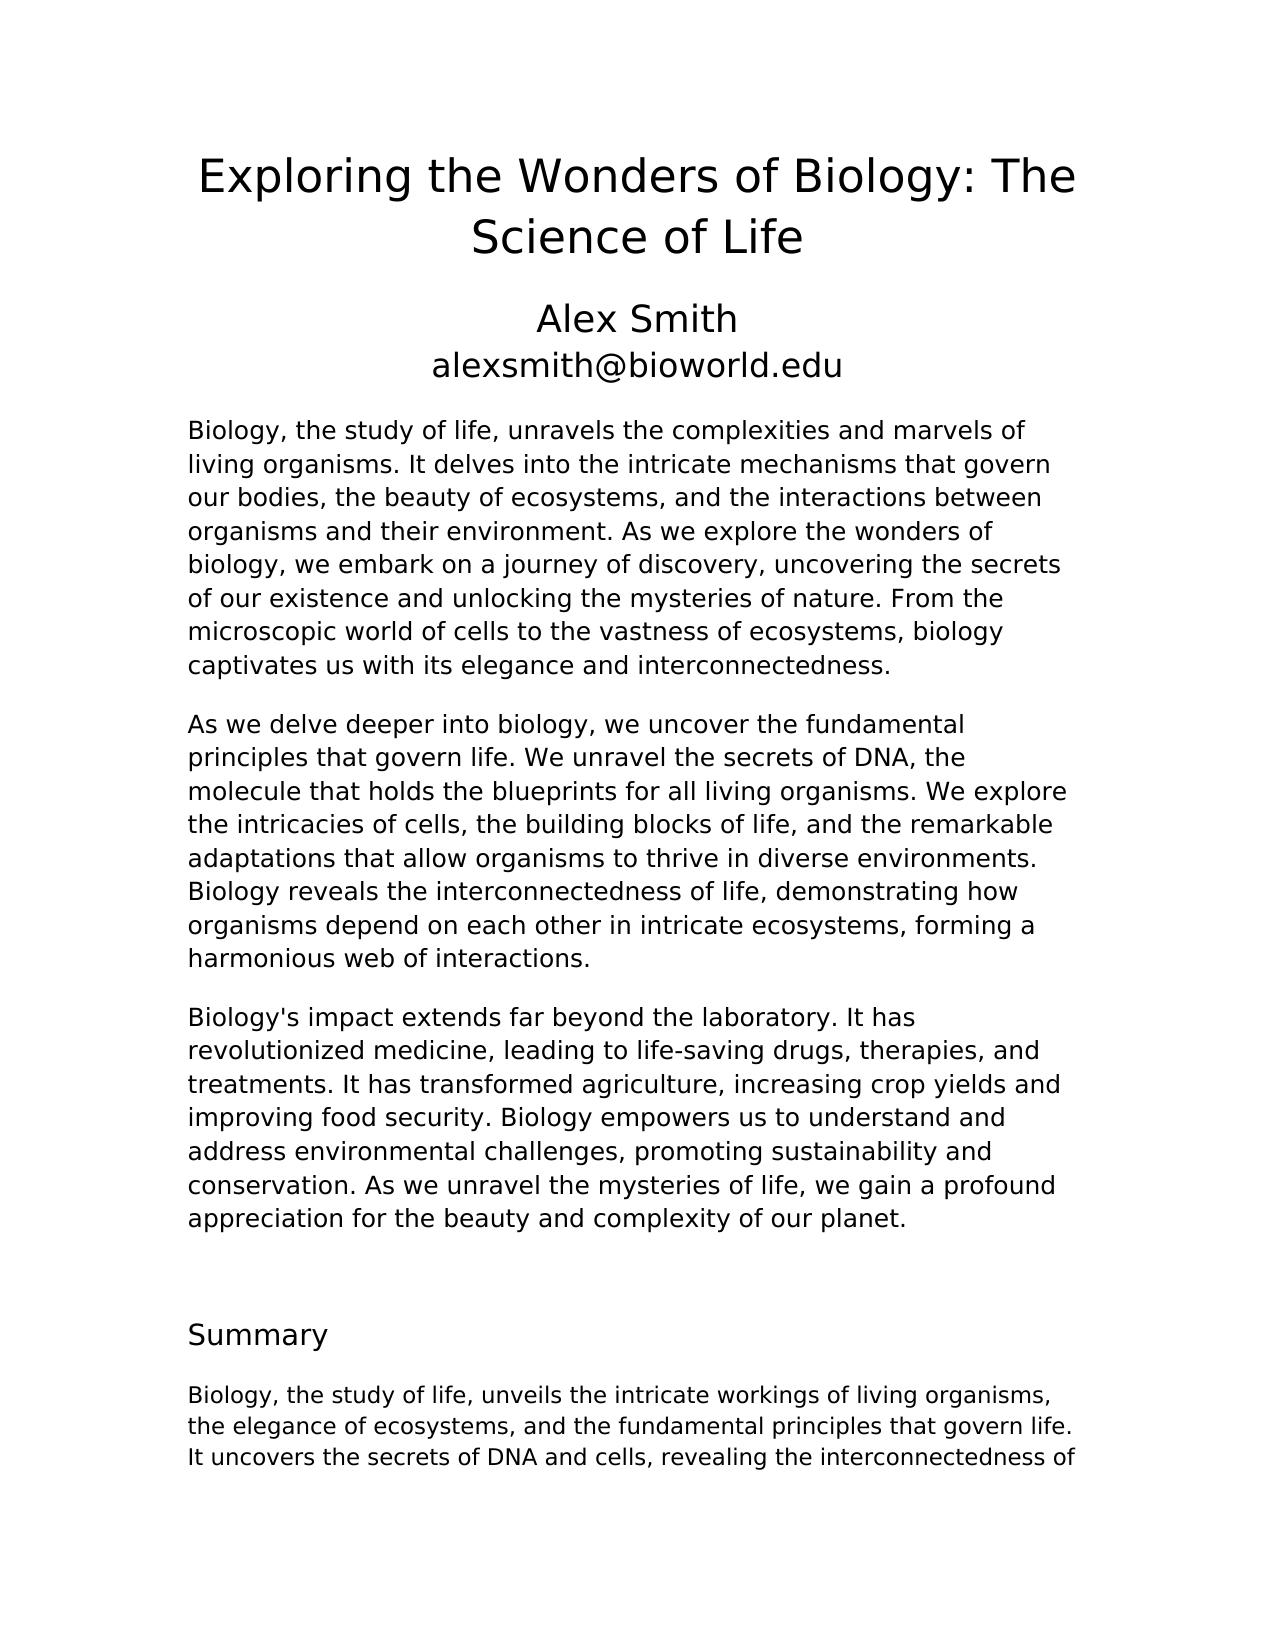 Exploring the Wonders of Biology: The
Science of Life
Alex Smith
alexsmith@bioworld.edu
Biology, the study of life, unravels the complexities and marvels of
living organisms. It delves into the intricate mechanisms that govern
our bodies, the beauty of ecosystems, and the interactions between
organisms and their environment. As we explore the wonders of
biology, we embark on a journey of discovery, uncovering the secrets
of our existence and unlocking the mysteries of nature. From the
microscopic world of cells to the vastness of ecosystems, biology
captivates us with its elegance and interconnectedness.
As we delve deeper into biology, we uncover the fundamental
principles that govern life. We unravel the secrets of DNA, the
molecule that holds the blueprints for all living organisms. We explore
the intricacies of cells, the building blocks of life, and the remarkable
adaptations that allow organisms to thrive in diverse environments.
Biology reveals the interconnectedness of life, demonstrating how
organisms depend on each other in intricate ecosystems, forming a
harmonious web of interactions.
Biology's impact extends far beyond the laboratory. It has
revolutionized medicine, leading to life-saving drugs, therapies, and
treatments. It has transformed agriculture, increasing crop yields and
improving food security. Biology empowers us to understand and
address environmental challenges, promoting sustainability and
conservation. As we unravel the mysteries of life, we gain a profound
appreciation for the beauty and complexity of our planet.
Summary
Biology, the study of life, unveils the intricate workings of living organisms,
the elegance of ecosystems, and the fundamental principles that govern life.
It uncovers the secrets of DNA and cells, revealing the interconnectedness of